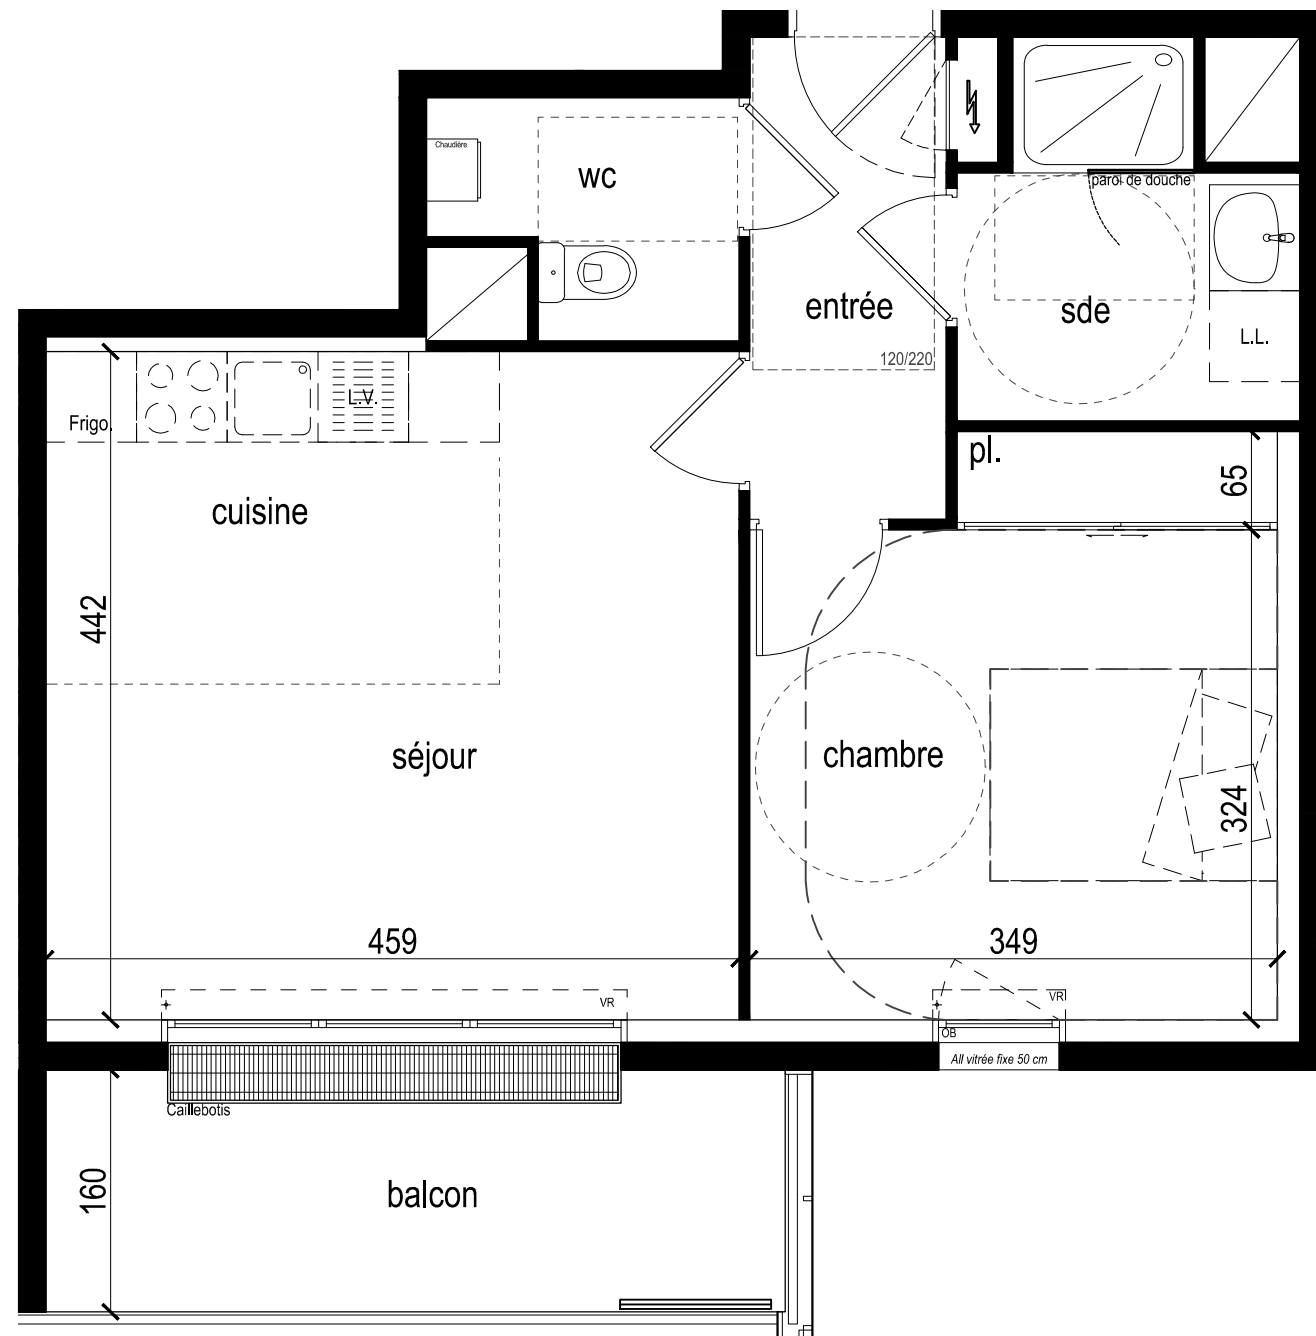 Chaudière
wc
paroi de douche
entrée
sde
120/220
L.L.
Frigo.
L.V.
pl.
65
cuisine
442
séjour
chambre
324
459
349
VR
VR
OB
All vitrée fixe 50 cm
Caillebotis
160
balcon